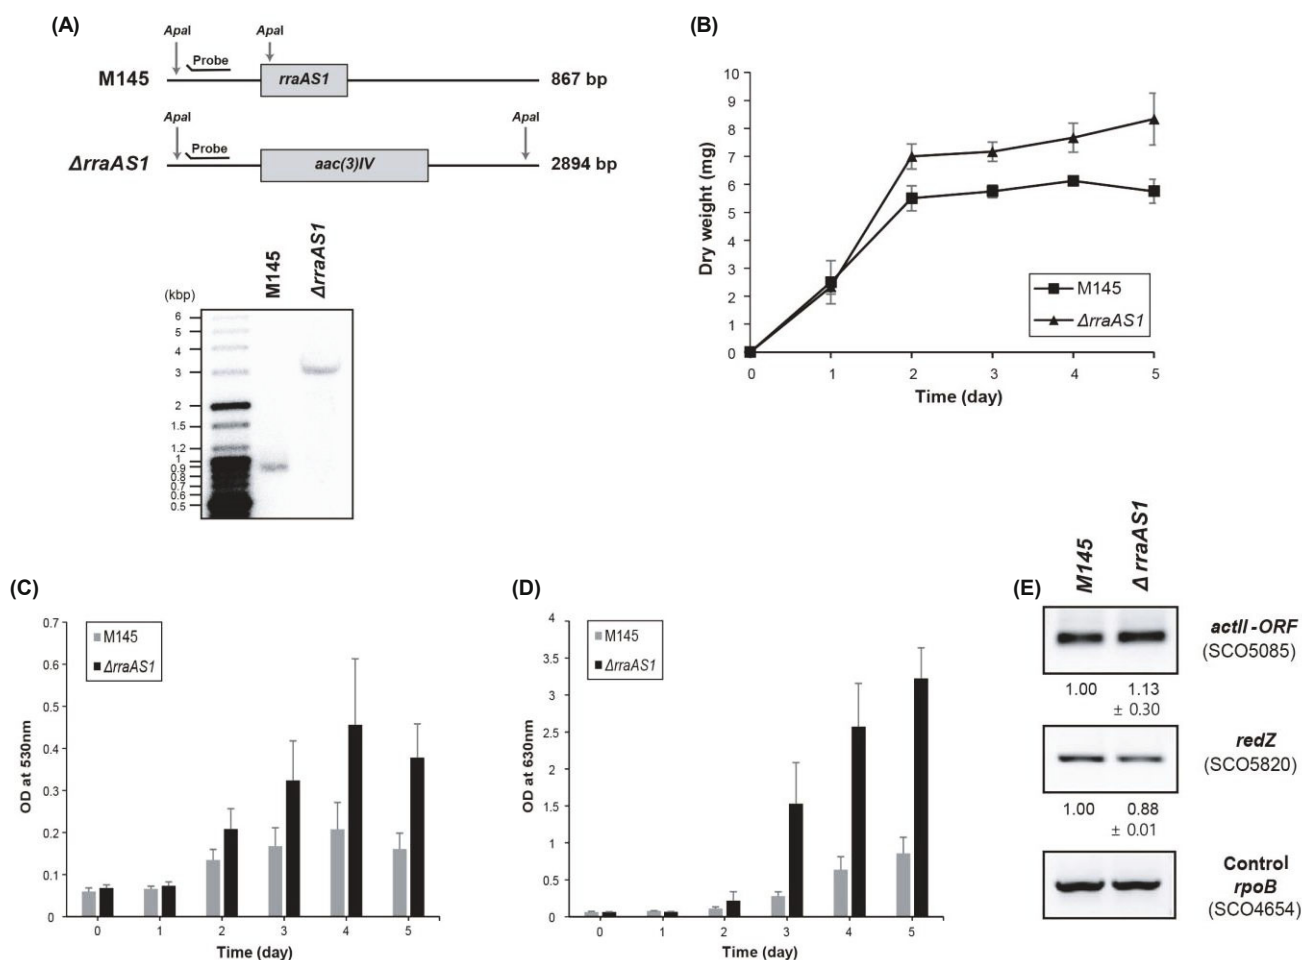 (A)
ApaI
ApaI
Probe
M145
rraAS1
867 bp
ApaI
ApaI
Probe
ΔrraAS1
aac(3)IV
2894 bp
M145
ΔrraAS1
(kbp)
6
5
4
3
2
1.5
1.2
1
0.9
0.8
0.7
0.6
0.5
(B)
10
9
8
7
6
5
4
3
2
1
0
Dry weight (mg)
M145
ΔrraAS1
0 1 2 3 4 5
Time (day)
(C)
M145
ΔrraAS1
0.7
0.6
0.5
0.4
0.3
0.2
0.1
0
OD at 530nm
0 1 2 3 4 5
Time (day)
(D)
M145
ΔrraAS1
4
3.5
3
2.5
2
1.5
1
0.5
0
OD at 630nm
0 1 2 3 4 5
Time (day)
(E)
M145
Δ rraAS1
actII -ORF
(SCO5085)
1.00 1.13
± 0.30
redZ
(SCO5820)
1.00 0.88
± 0.01
Control
rpoB
(SCO4654)